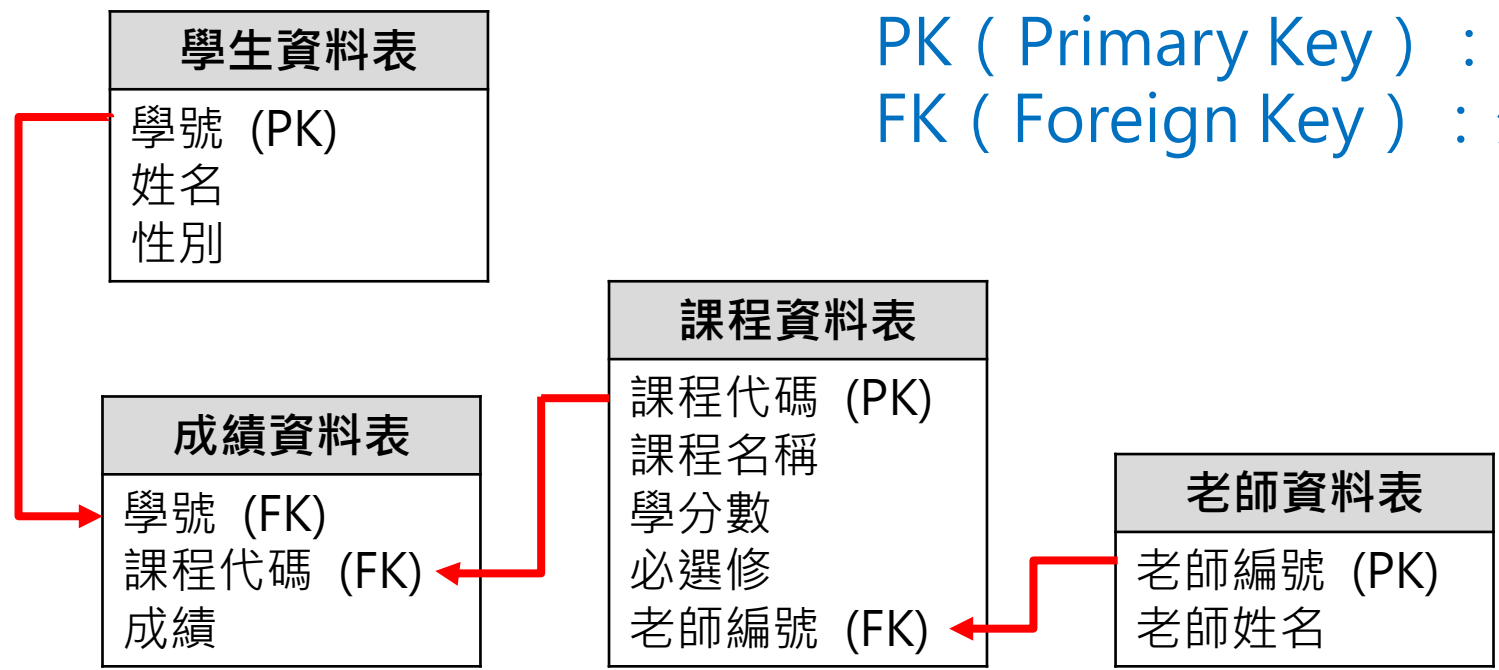 PK（Primary Key）：
FK（Foreign Key）：
學生資料表
學號 (PK)
姓名
性別
成績資料表
學號 (FK)
課程代碼 (FK)
成績
課程資料表
課程代碼 (PK)
課程名稱
學分數
必選修
老師編號 (FK)
老師資料表
老師編號 (PK)
老師姓名